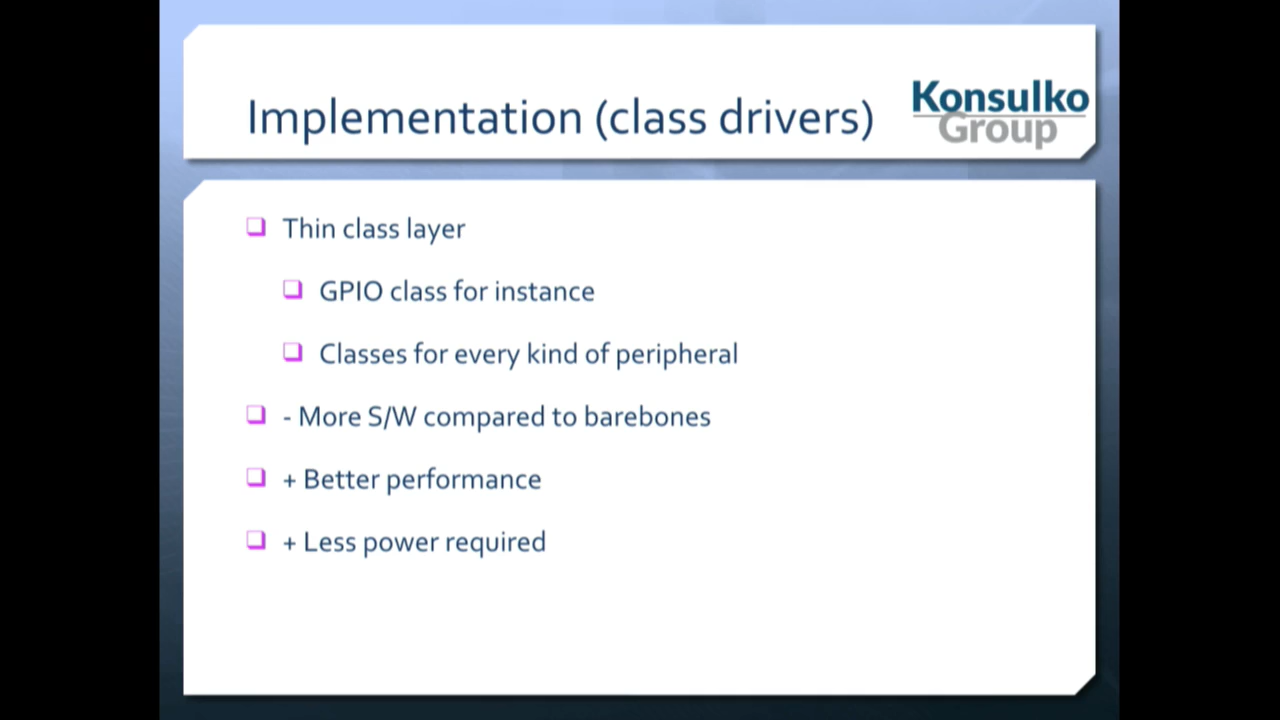 Implementation (class drivers)
Konsulko
Group
Thin class layer
GPIO class for instance
Classes for every kind of peripheral
- More S/W compared to barebones
+ Better performance
+ Less power required